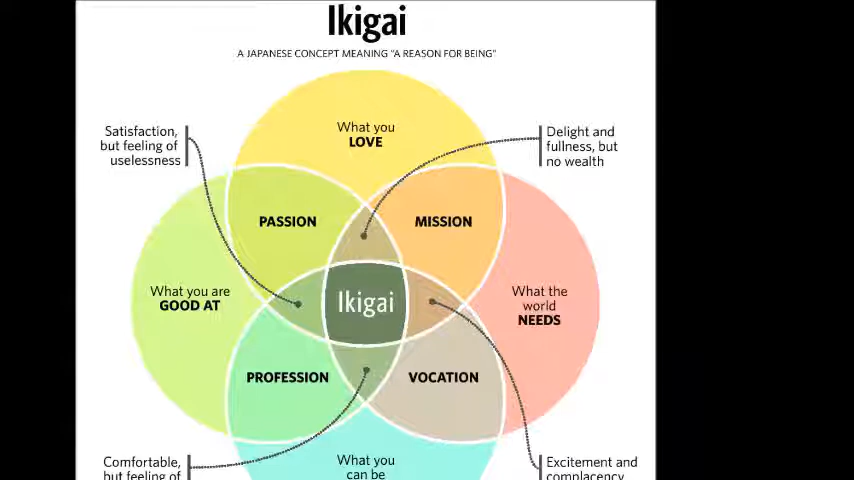 Ikigai
A JAPANESE CONCEPT MEANING “A REASON FOR BEING”
Satisfaction,
but feeling of
uselessness
What you
LOVE
Delight and
fullness, but
no wealth
PASSION
MISSION
What you are
GOOD AT
Ikigai
What the
world
NEEDS
PROFESSION
VOCATION
Comfortable,
but feeling of
What you
can be
Excitement and
complacency